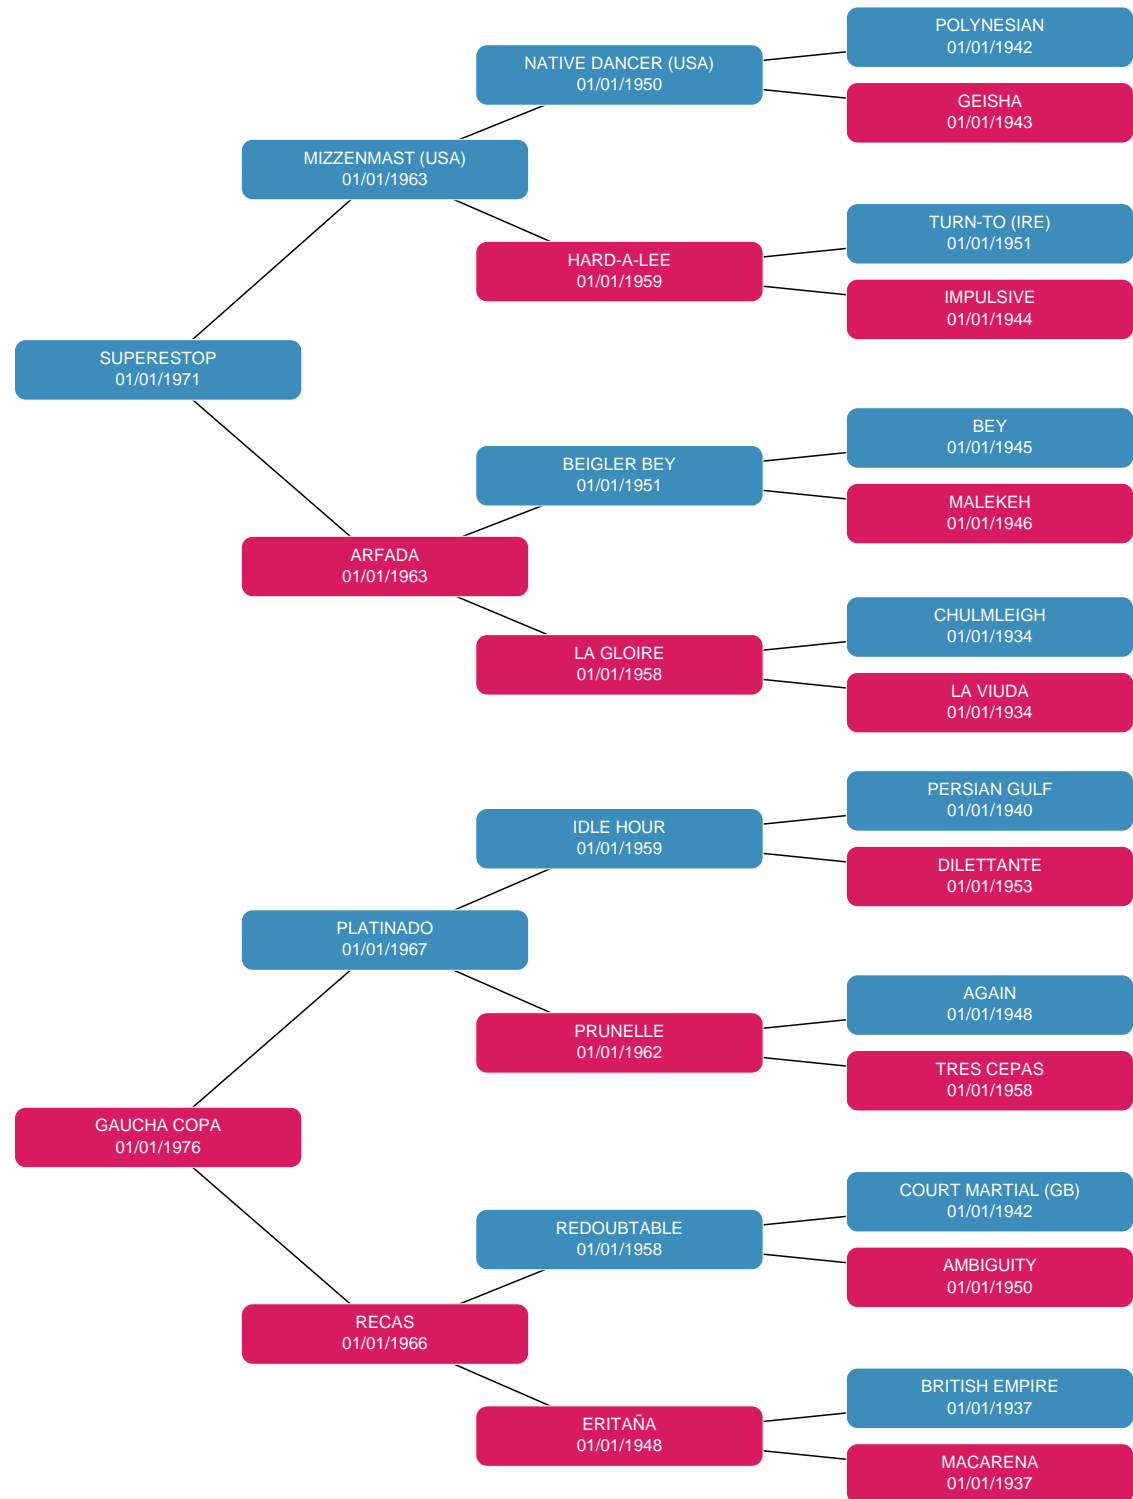 POLYNESIAN
01/01/1942
NATIVE DANCER (USA)
01/01/1950
GEISHA
01/01/1943
MIZZENMAST (USA)
01/01/1963
TURN-TO (IRE)
01/01/1951
HARD-A-LEE
01/01/1959
IMPULSIVE
01/01/1944
SUPERESTOP
01/01/1971
BEY
01/01/1945
BEIGLER BEY
01/01/1951
MALEKEH
01/01/1946
ARFADA
01/01/1963
CHULMLEIGH
01/01/1934
LA GLOIRE
01/01/1958
LA VIUDA
01/01/1934
PERSIAN GULF
01/01/1940
IDLE HOUR
01/01/1959
DILETTANTE
01/01/1953
PLATINADO
01/01/1967
AGAIN
01/01/1948
PRUNELLE
01/01/1962
TRES CEPAS
01/01/1958
GAUCHA COPA
01/01/1976
COURT MARTIAL (GB)
01/01/1942
REDOUBTABLE
01/01/1958
AMBIGUITY
01/01/1950
RECAS
01/01/1966
BRITISH EMPIRE
01/01/1937
ERITAÑA
01/01/1948
MACARENA
01/01/1937